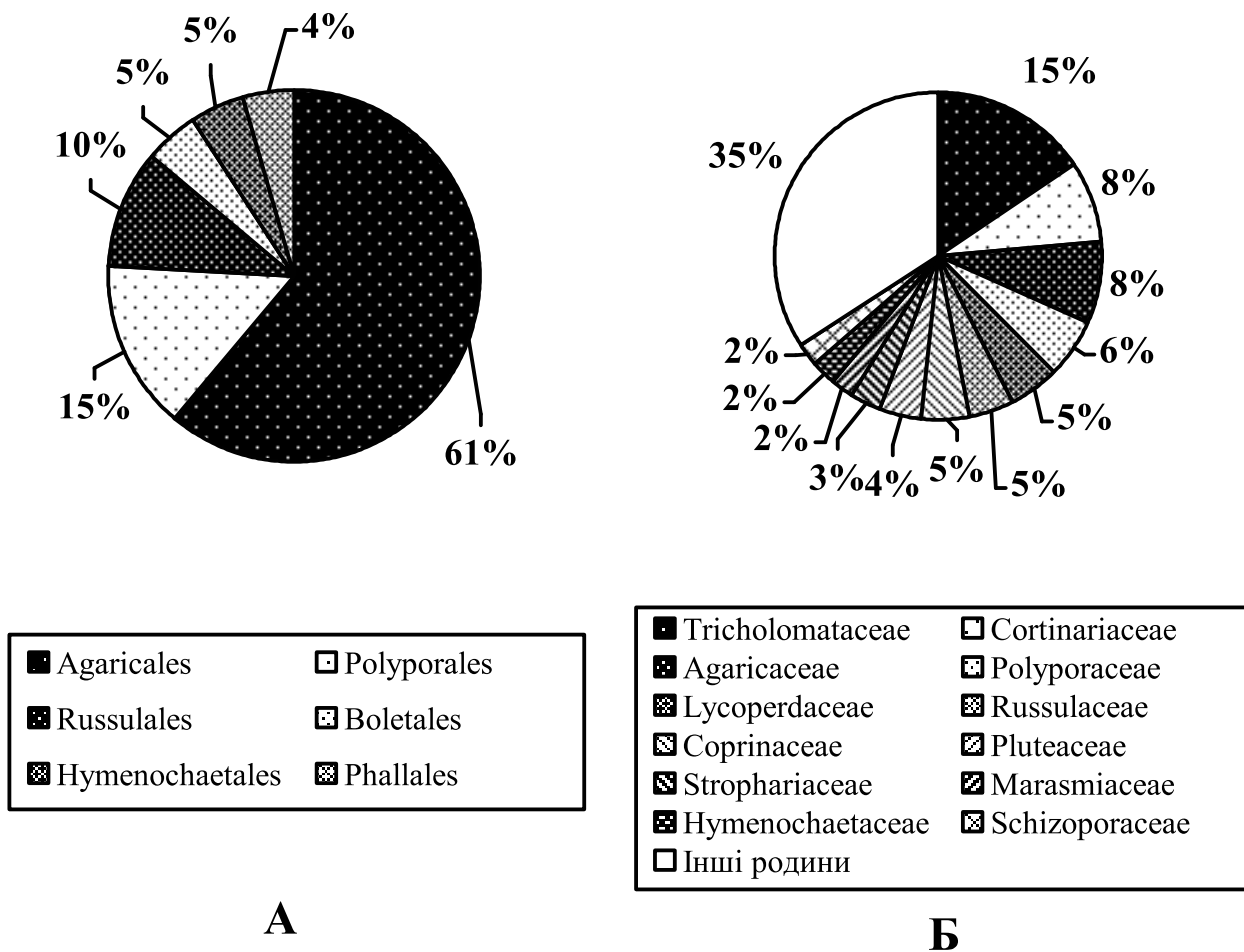 4%
5%
5%
10%
15%
61%
15%
8%
8%
6%
5%
5%
5%
4%
3%
2%
2%
2%
35%
Agaricales Polyporales
Russulales Boletales
Hymenochaetales Phallales
А
Tricholomataceae Cortinariaceae
Agaricaceae Polyporaceae
Lycoperdaceae Russulaceae
Coprinaceae Pluteaceae
Strophariaceae Marasmiaceae
Hymenochaetaceae Schizoporaceae
Інші родини
Б